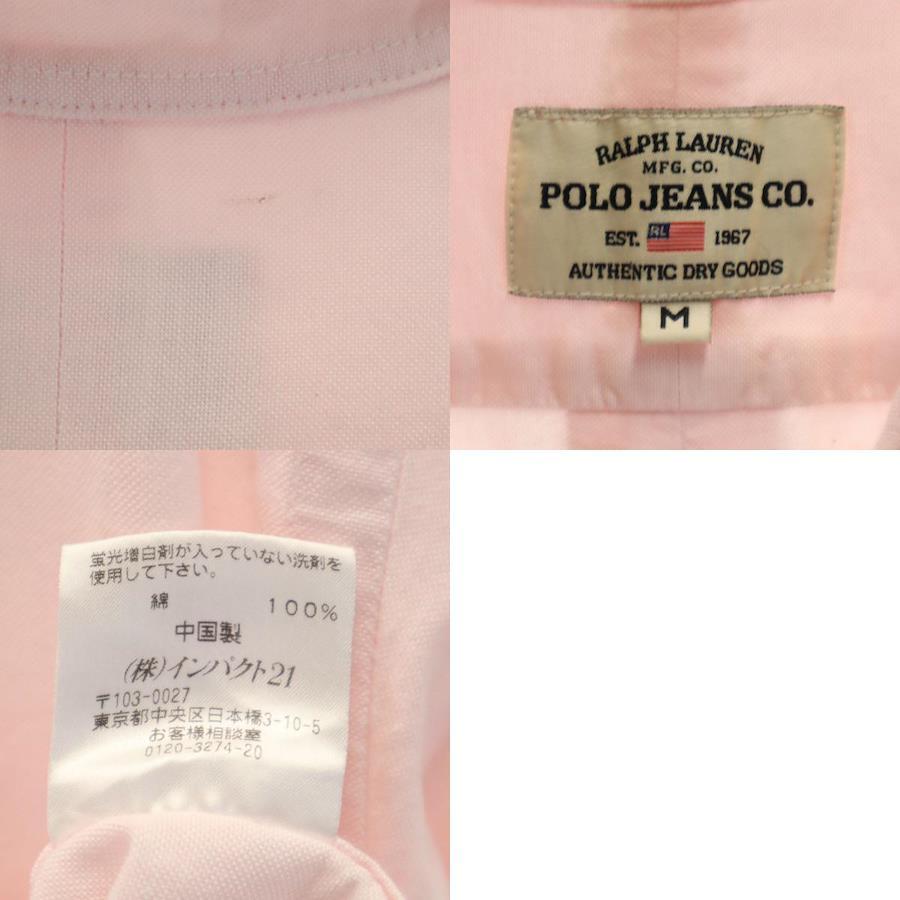 RALPH LAUREN
MFG. CO.
POLO JEANS CO.
EST. RL 1967
AUTHENTIC DRY GOODS
M
蛍光増白剤が入っていない洗剤を
使用して下さい。
綿 100%
中国製
(株)インパクト21
〒103-0027
東京都中央区日本橋3-10-5
お客様相談室
0120-3274-20